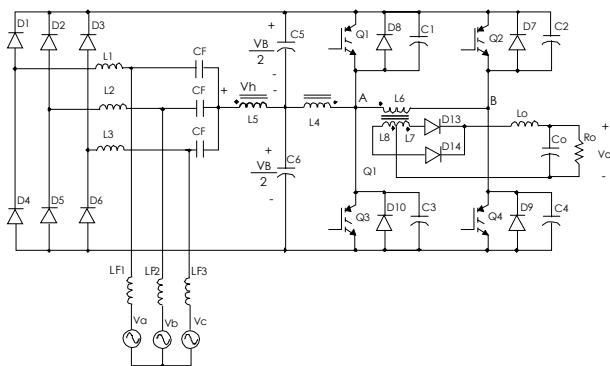 D1 D2 D3
L1 CF
L2 CF
L3 CF
+ Vh
L5
L4
+
VB
2
-
C5
-
+
VB
2
-
C6
Q1 D8 C1
Q2 D7 C2
A L6 B
L8 L7 D13
D14
Q1
Lo
Co
Ro
+
Vo
-
D4 D5 D6
Q3 D10 C3
Q4 D9 C4
LF1 LF2 LF3
Va Vb Vc